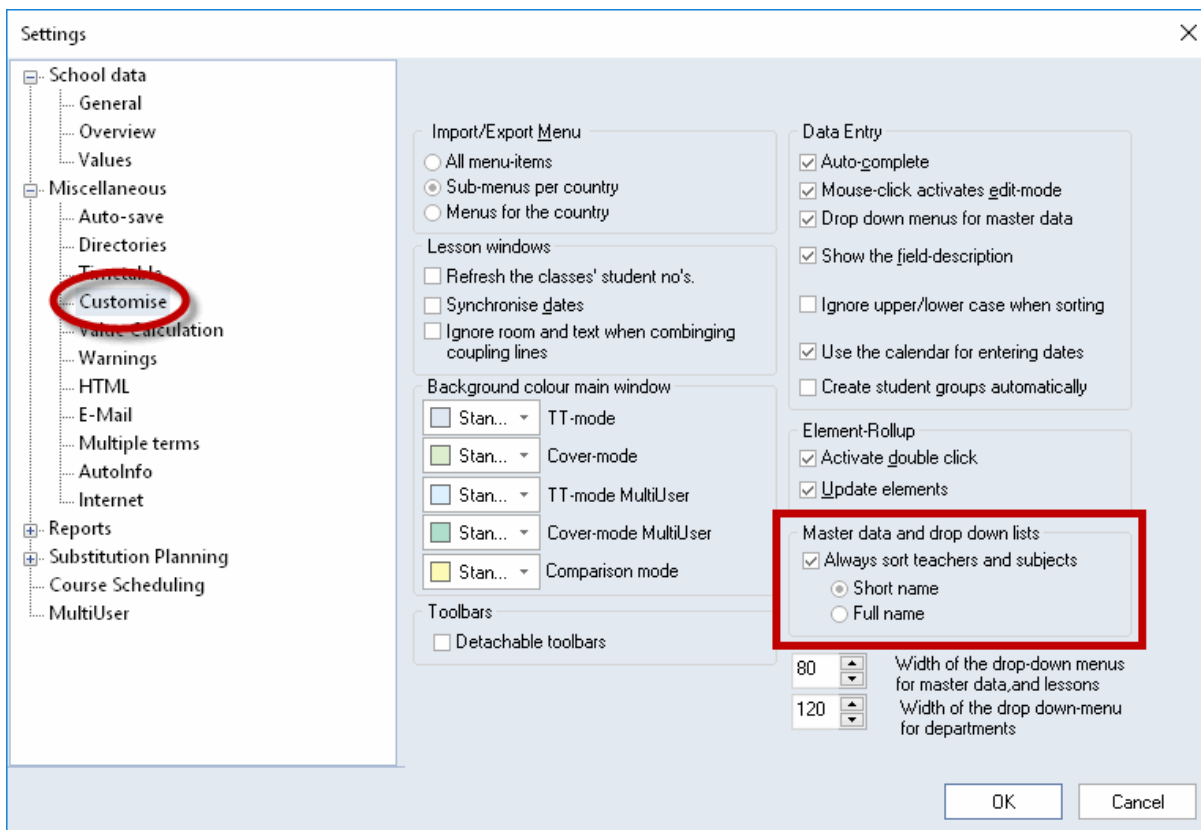 Settings
School data
General
Overview
Values
Miscellaneous
Auto-save
Directories
Timetable
Customise
Value Calculation
Warnings
HTML
E-Mail
Multiple terms
AutoInfo
Internet
Reports
Substitution Planning
Course Scheduling
MultiUser
Import/Export Menu
All menu-items
Sub-menus per country
Menus for the country
Lesson windows
Refresh the classes' student no's.
Synchronise dates
Ignore room and text when combinging
coupling lines
Background colour main window
Stan... TT-mode
Stan... Cover-mode
Stan... TT-mode MultiUser
Stan... Cover-mode MultiUser
Stan... Comparison mode
Toolbars
Detachable toolbars
Data Entry
Auto-complete
Mouse-click activates edit-mode
Drop down menus for master data
Show the field-description
Ignore upper/lower case when sorting
Use the calendar for entering dates
Create student groups automatically
Element-Rollup
Activate double click
Update elements
Master data and drop down lists
Always sort teachers and subjects
Short name
Full name
80 Width of the drop-down menus
for master data,and lessons
120 Width of the drop down-menu
for departments
OK
Cancel